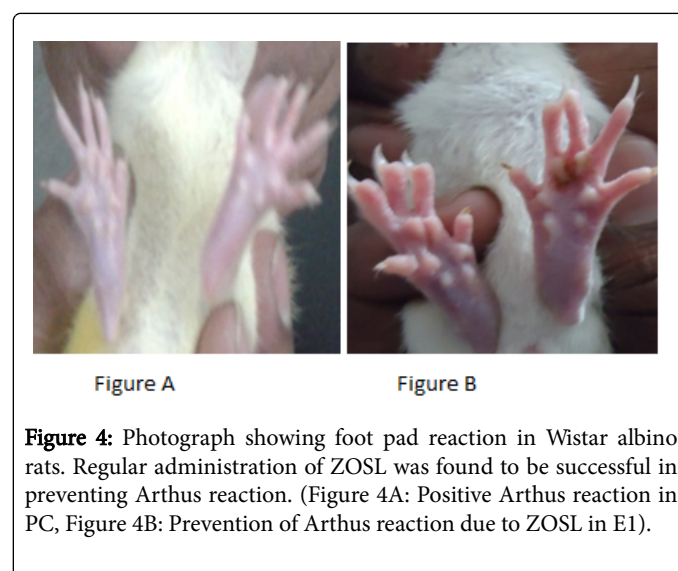 Figure A
Figure B
Figure 4: Photograph showing foot pad reaction in Wistar albino
rats. Regular administration of ZOSL was found to be successful in
preventing Arthus reaction. (Figure 4A: Positive Arthus reaction in
PC, Figure 4B: Prevention of Arthus reaction due to ZOSL in E1).